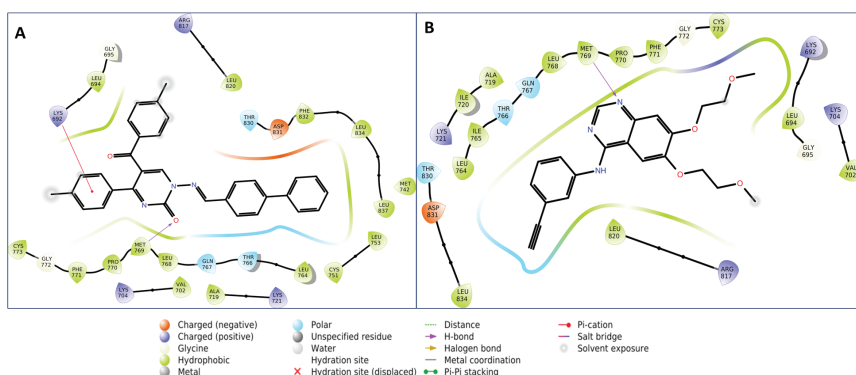 A
GLY
695
ARG
817
LEU
694
LEU
820
LYS
692
THR
830
ASP
831
PHE
832
LEU
834
O
N
N
N
O
MET
742
LEU
837
CYS
773
GLY
772
PHE
771
PRO
770
MET
769
LEU
768
GLN
767
THR
766
LEU
764
CYS
751
LEU
753
LYS
704
VAL
702
ALA
719
LYS
721
B
GLY
772
CYS
773
MET
769
PHE
771
PRO
770
LEU
768
GLN
767
ALA
719
ILE
720
THR
766
LYS
721
ILE
765
LEU
764
LYS
692
LYS
704
LEU
694
GLY
695
VAL
702
N
N
NH
O
O
O
O
THR
830
ASP
831
LEU
834
LEU
820
ARG
817
Charged (negative)
Charged (positive)
Glycine
Hydrophobic
Metal
Polar
Unspecified residue
Water
Hydration site
Hydration site (displaced)
Distance
H-bond
Halogen bond
Metal coordination
Pi-Pi stacking
Pi-cation
Salt bridge
Solvent exposure